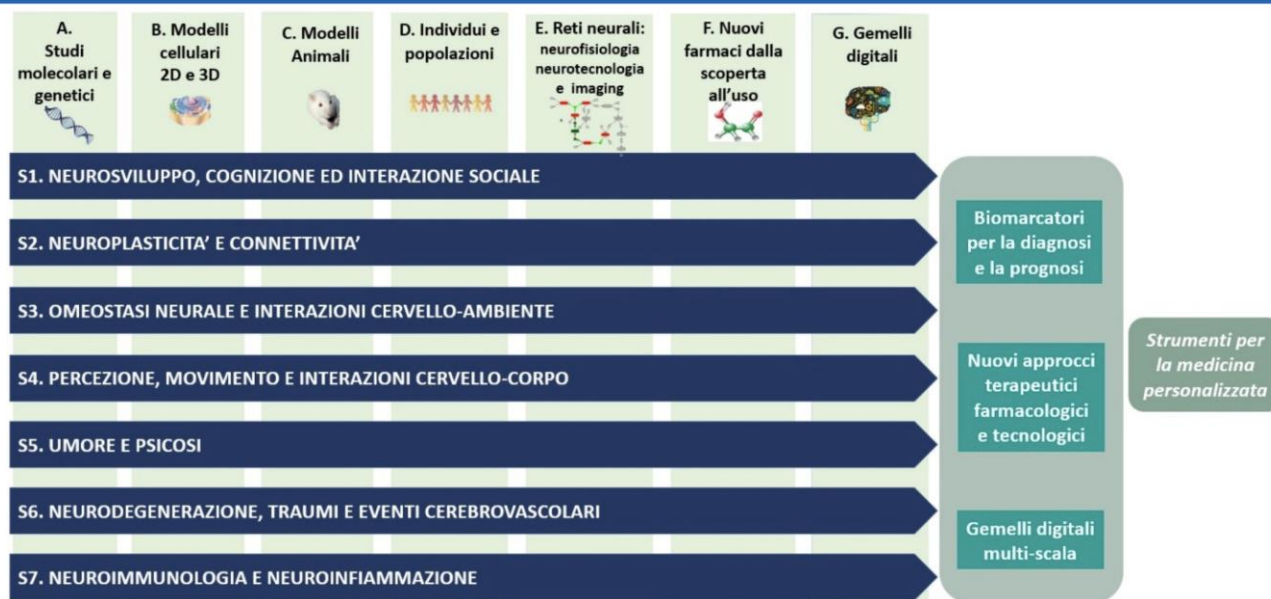 A.
Studi
molecolari e
genetici
B. Modelli
cellulari
2D e 3D
C. Modelli
Animali
D. Individui e
popolazioni
E. Reti neurali:
neurofisiologia
neurotecnologia
e imaging
F. Nuovi
farmaci dalla
scoperta
all'uso
G. Gemelli
digitali
S1. NEUROSVILUPPO, COGNIZIONE ED INTERAZIONE SOCIALE
S2. NEUROPLASTICITA' E CONNETTIVITA'
S3. OMEOSTASI NEURALE E INTERAZIONI CERVELLO-AMBIENTE
S4. PERCEZIONE, MOVIMENTO E INTERAZIONI CERVELLO-CORPO
S5. UMORE E PSICOSI
S6. NEURODEGENERAZIONE, TRAUMI E EVENTI CEREBROVASCOLARI
S7. NEUROIMMUNOLOGIA E NEUROINFIAMMAZIONE
Biomarcatori
per la diagnosi
e la prognosi
Nuovi approcci
terapeutici
farmacologici
e tecnologici
Gemelli digitali
multi-scala
Strumenti per
la medicina
personalizzata